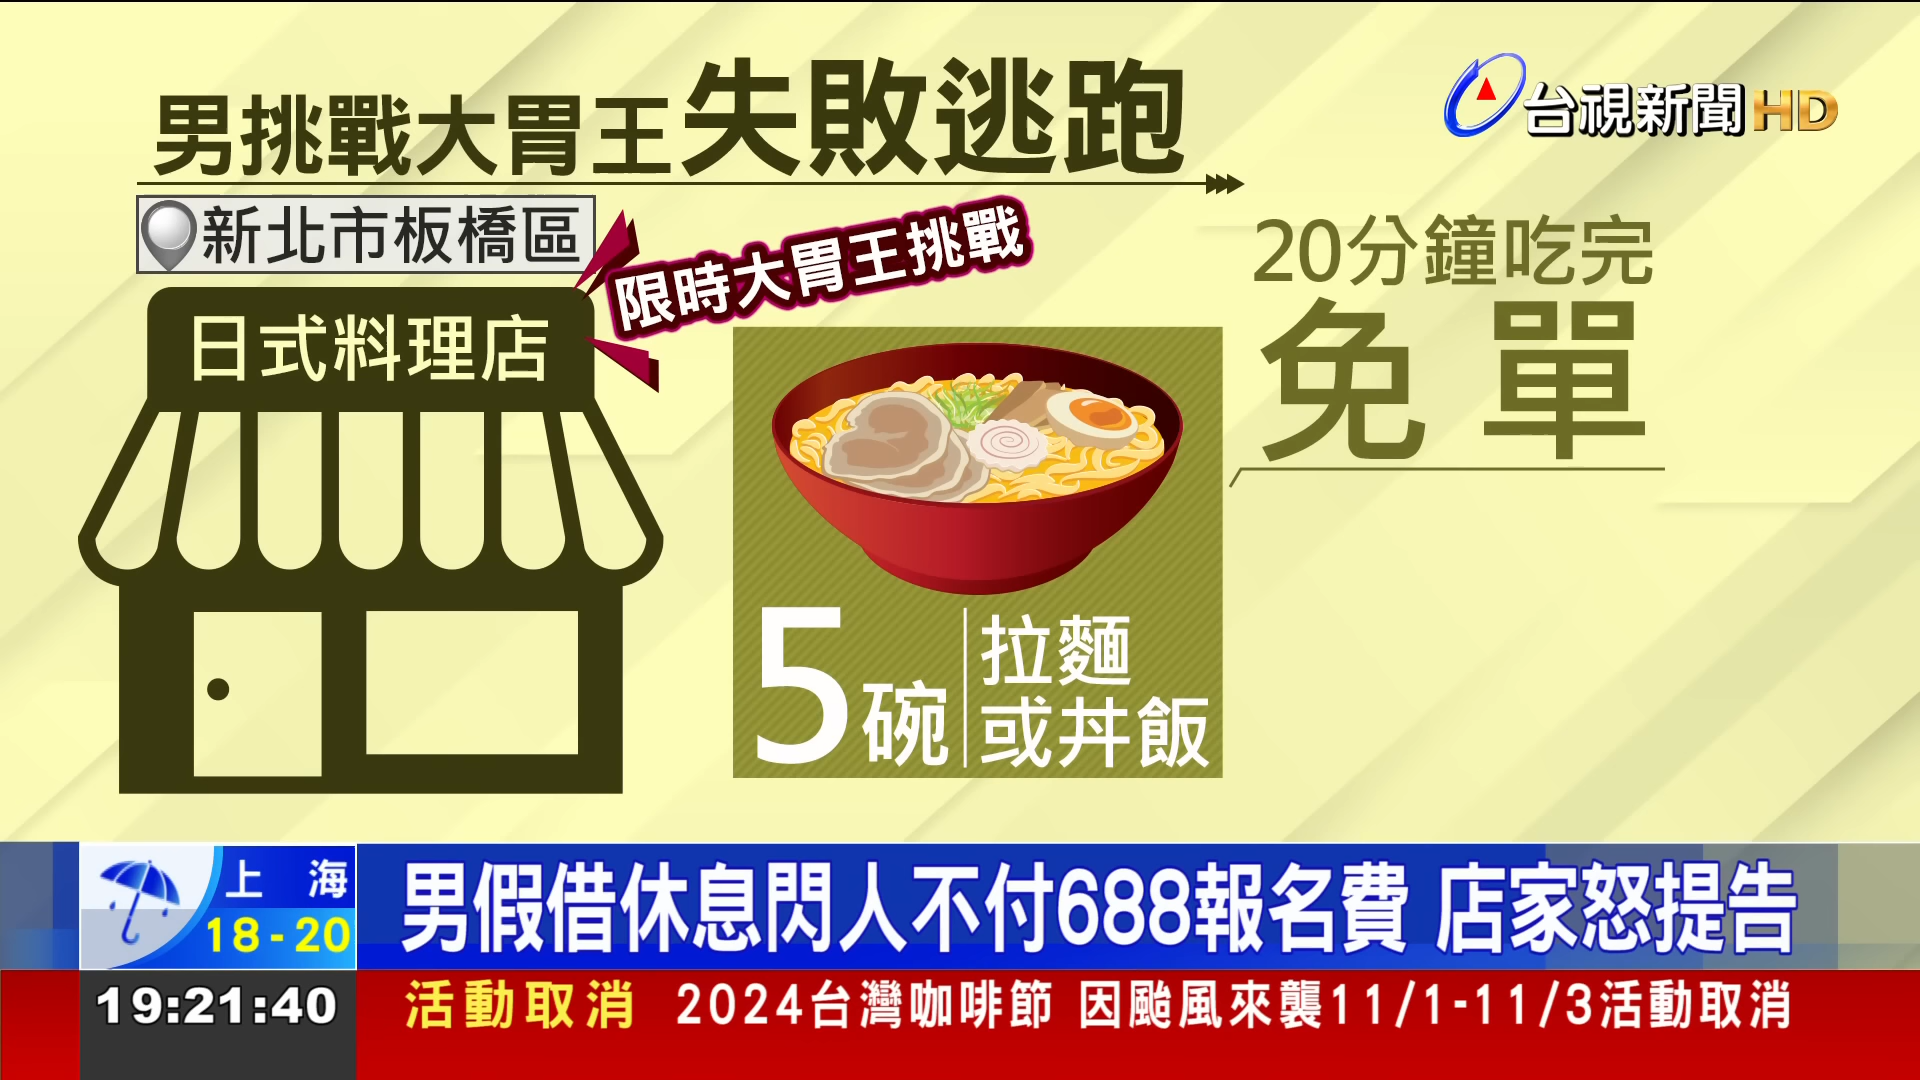 男挑戰大胃王失敗逃跑
台視新聞HD
新北市板橋區
限時大胃王挑戰
日式料理店
20分鐘吃完
免單
5碗
拉麵
或丼飯
上海
18-20
男假借休息閃人不付688報名費 店家怒提告
19:21:40
活動取消 2024台灣咖啡節 因颱風來襲11/1-11/3活動取消